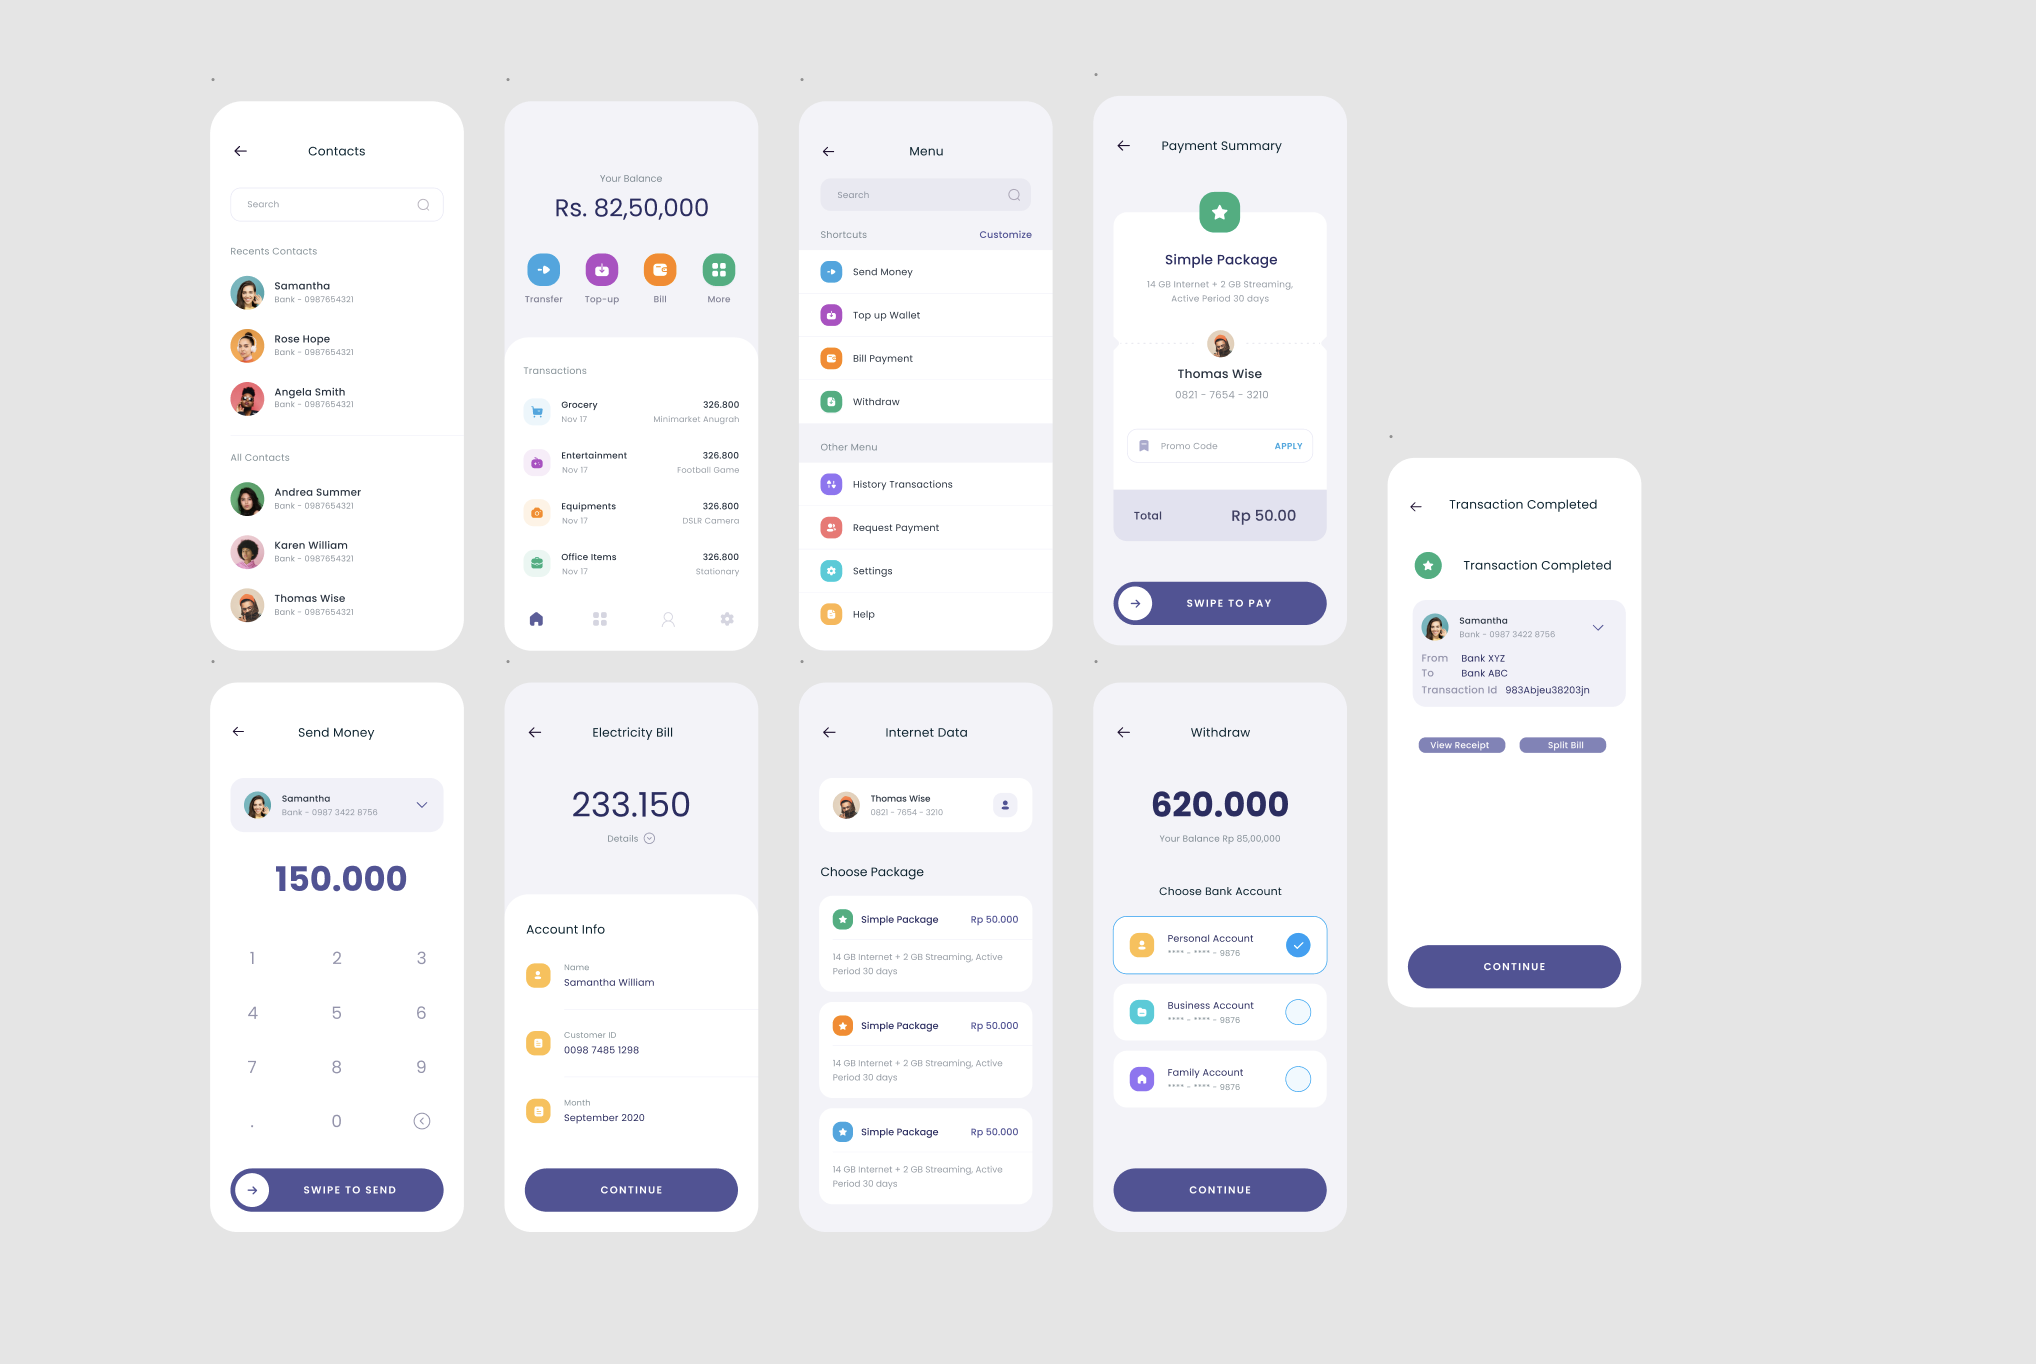 Contacts
Search
Recents Contacts
Samantha
Bank - 0987654321
Rose Hope
Bank - 0987654321
Angela Smith
Bank - 0987654321
All Contacts
Andrea Summer
Bank - 0987654321
Karen William
Bank - 0987654321
Thomas Wise
Bank - 0987654321
Your Balance
Rs. 82,50,000
Transfer Top-up Bill More
Transactions
Grocery 326.800
Nov 17 Minimarket Anugrah
Entertainment 326.800
Nov 17 Football Game
Equipments 326.800
Nov 17 DSLR Camera
Office Items 326.800
Nov 17 Stationary
Menu
Search
Shortcuts Customize
Send Money
Top up Wallet
Bill Payment
Withdraw
Other Menu
History Transactions
Request Payment
Settings
Help
Payment Summary
Simple Package
14 GB Internet + 2 GB Streaming,
Active Period 30 days
Thomas Wise
0821 - 7654 - 3210
Promo Code APPLY
Total Rp 50.00
SWIPE TO PAY
Transaction Completed
Transaction Completed
Samantha
Bank - 0987 3422 8756
From Bank XYZ
To Bank ABC
Transaction Id 983Abjeu38203jn
View Receipt Split Bill
CONTINUE
Send Money
Samantha
Bank - 0987 3422 8756
150.000
1 2 3
4 5 6
7 8 9
. 0
SWIPE TO SEND
Electricity Bill
233.150
Details
Account Info
Name
Samantha William
Customer ID
0098 7485 1298
Month
September 2020
CONTINUE
Internet Data
Thomas Wise
0821 - 7654 - 3210
Choose Package
Simple Package Rp 50.000
14 GB Internet + 2 GB Streaming, Active
Period 30 days
Simple Package Rp 50.000
14 GB Internet + 2 GB Streaming, Active
Period 30 days
Simple Package Rp 50.000
14 GB Internet + 2 GB Streaming, Active
Period 30 days
Withdraw
620.000
Your Balance Rp 85,00,000
Choose Bank Account
Personal Account
**** - **** - 9876
Business Account
**** - **** - 9876
Family Account
**** - **** - 9876
CONTINUE